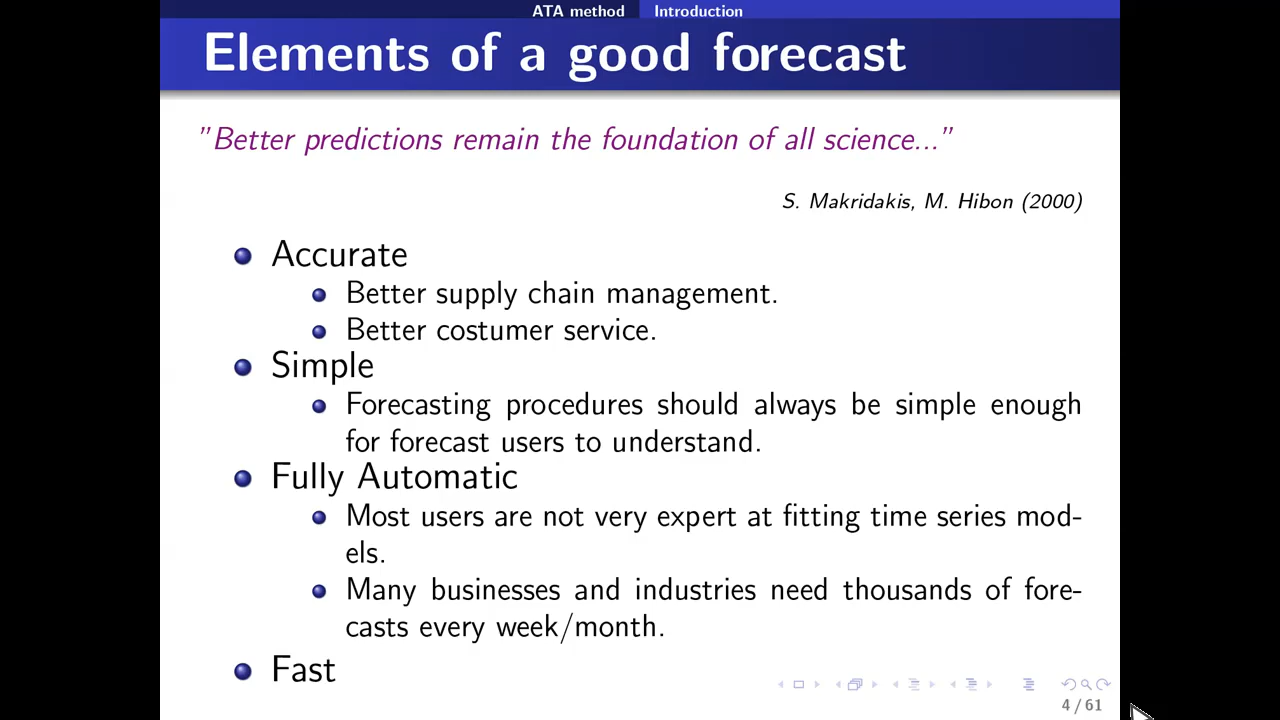 ATA method Introduction
Elements of a good forecast
”Better predictions remain the foundation of all science...”
S. Makridakis, M. Hibon (2000)
Accurate
Better supply chain management.
Better costumer service.
Simple
Forecasting procedures should always be simple enough
for forecast users to understand.
Fully Automatic
Most users are not very expert at fitting time series mod-
els.
Many businesses and industries need thousands of fore-
casts every week/month.
Fast
4 / 61